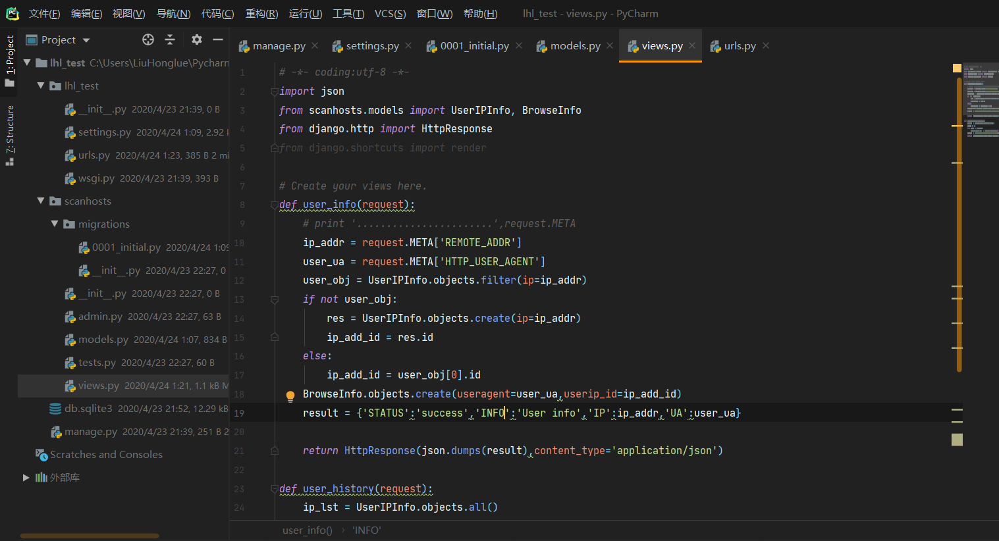 文件(F) 编辑(E) 视图(V) 导航(N) 代码(C) 重构(R) 运行(U) 工具(T) VCS(S) 窗口(W) 帮助(H) lhl_test - views.py - PyCharm
1: Project
7: Structure
Project
lhl_test C:\Users\LiuHonglue\Pycharm
lhl_test
__init__.py 2020/4/23 21:39, 0 B
settings.py 2020/4/24 1:09, 2.92 k
urls.py 2020/4/24 1:23, 385 B 2 mi
wsgi.py 2020/4/23 21:39, 393 B
scanhosts
migrations
0001_initial.py 2020/4/24 1:09
__init__.py 2020/4/23 22:27, 0
__init__.py 2020/4/23 22:27, 0 B
admin.py 2020/4/23 22:27, 63 B
models.py 2020/4/24 1:07, 834 B
tests.py 2020/4/23 22:27, 60 B
views.py 2020/4/24 1:21, 1.1 kB M
db.sqlite3 2020/4/23 21:52, 12.29 kB
manage.py 2020/4/23 21:39, 251 B 2
Scratches and Consoles
外部库
manage.py settings.py 0001_initial.py models.py views.py urls.py
1 # -*- coding:utf-8 -*-
2 import json
3 from scanhosts.models import UserIPInfo, BrowseInfo
4 from django.http import HttpResponse
5 from django.shortcuts import render
6
7 # Create your views here.
8 def user_info(request):
9 # print '.......................',request.META
10 ip_addr = request.META['REMOTE_ADDR']
11 user_ua = request.META['HTTP_USER_AGENT']
12 user_obj = UserIPInfo.objects.filter(ip=ip_addr)
13 if not user_obj:
14 res = UserIPInfo.objects.create(ip=ip_addr)
15 ip_add_id = res.id
16 else:
17 ip_add_id = user_obj[0].id
18 BrowseInfo.objects.create(useragent=user_ua,userip_id=ip_add_id)
19 result = {'STATUS':'success','INFO':'User info','IP':ip_addr,'UA':user_ua}
20
21 return HttpResponse(json.dumps(result),content_type='application/json')
22
23 def user_history(request):
24 ip_lst = UserIPInfo.objects.all()
user_info() › 'INFO'